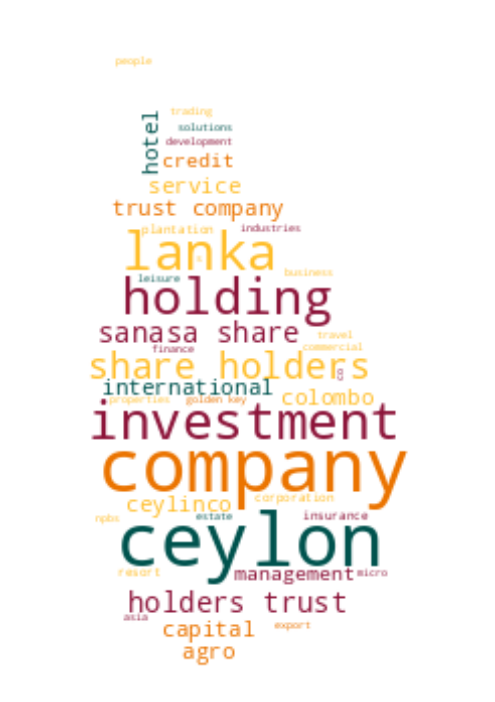 people
trading
solutions
hotel
development
credit
service
trust company
plantation
industries
lanka
business
leisure
holding
sanasa share
travel
finance
commercial
share holders
international
colombo
properties
golden key
investment
company
ceylinco
corporation
npbs
estate
insurance
ceylon
resort
management
micro
holders trust
asia
capital
export
agro